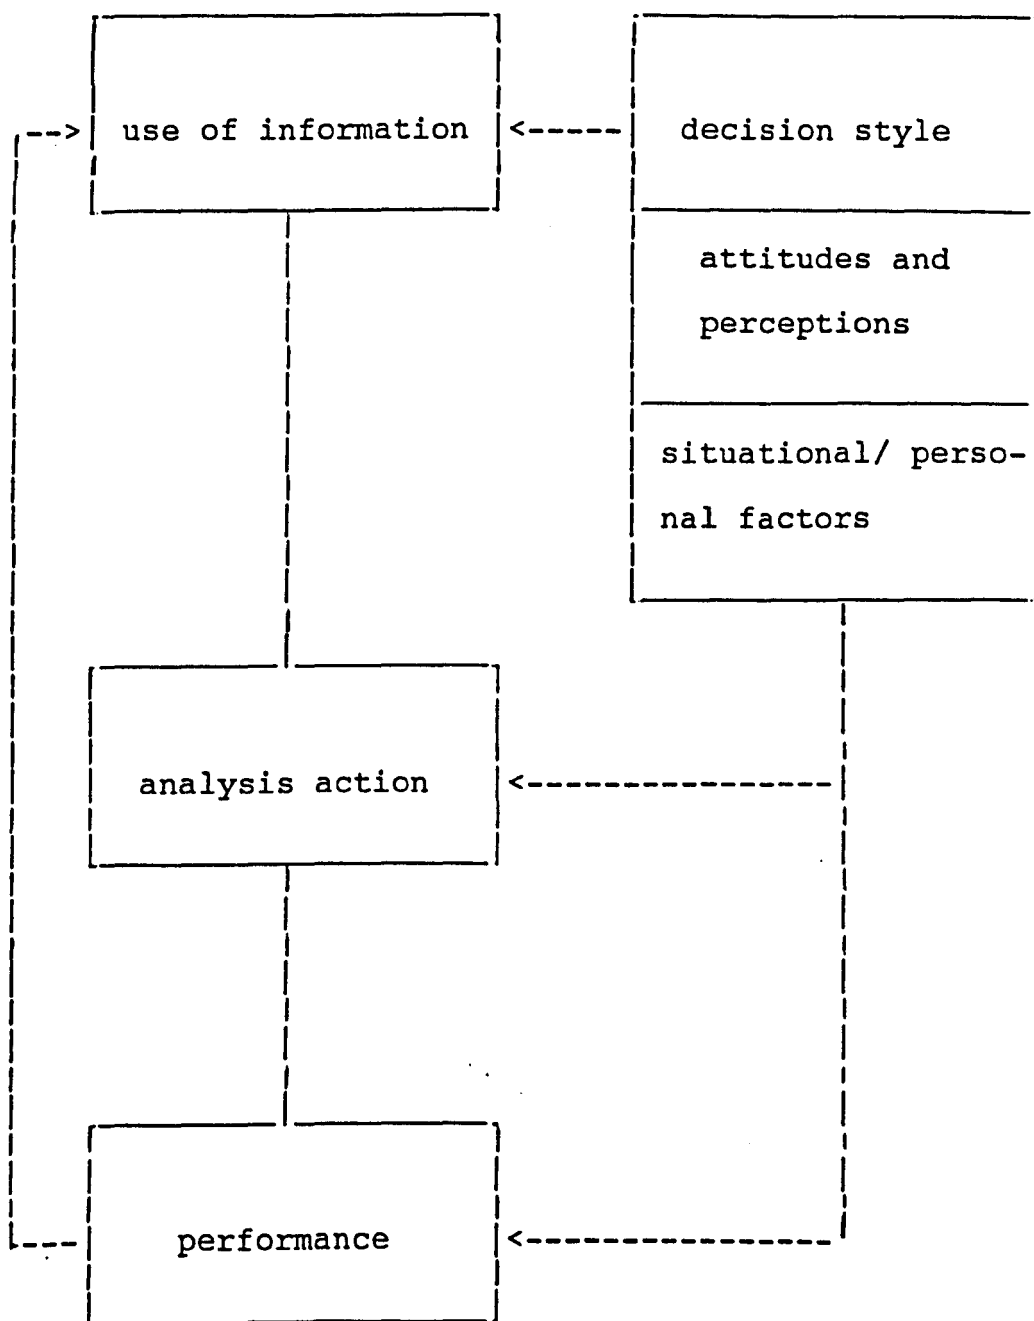 use of information
decision style
attitudes and
perceptions
situational/ perso-
nal factors
analysis action
performance